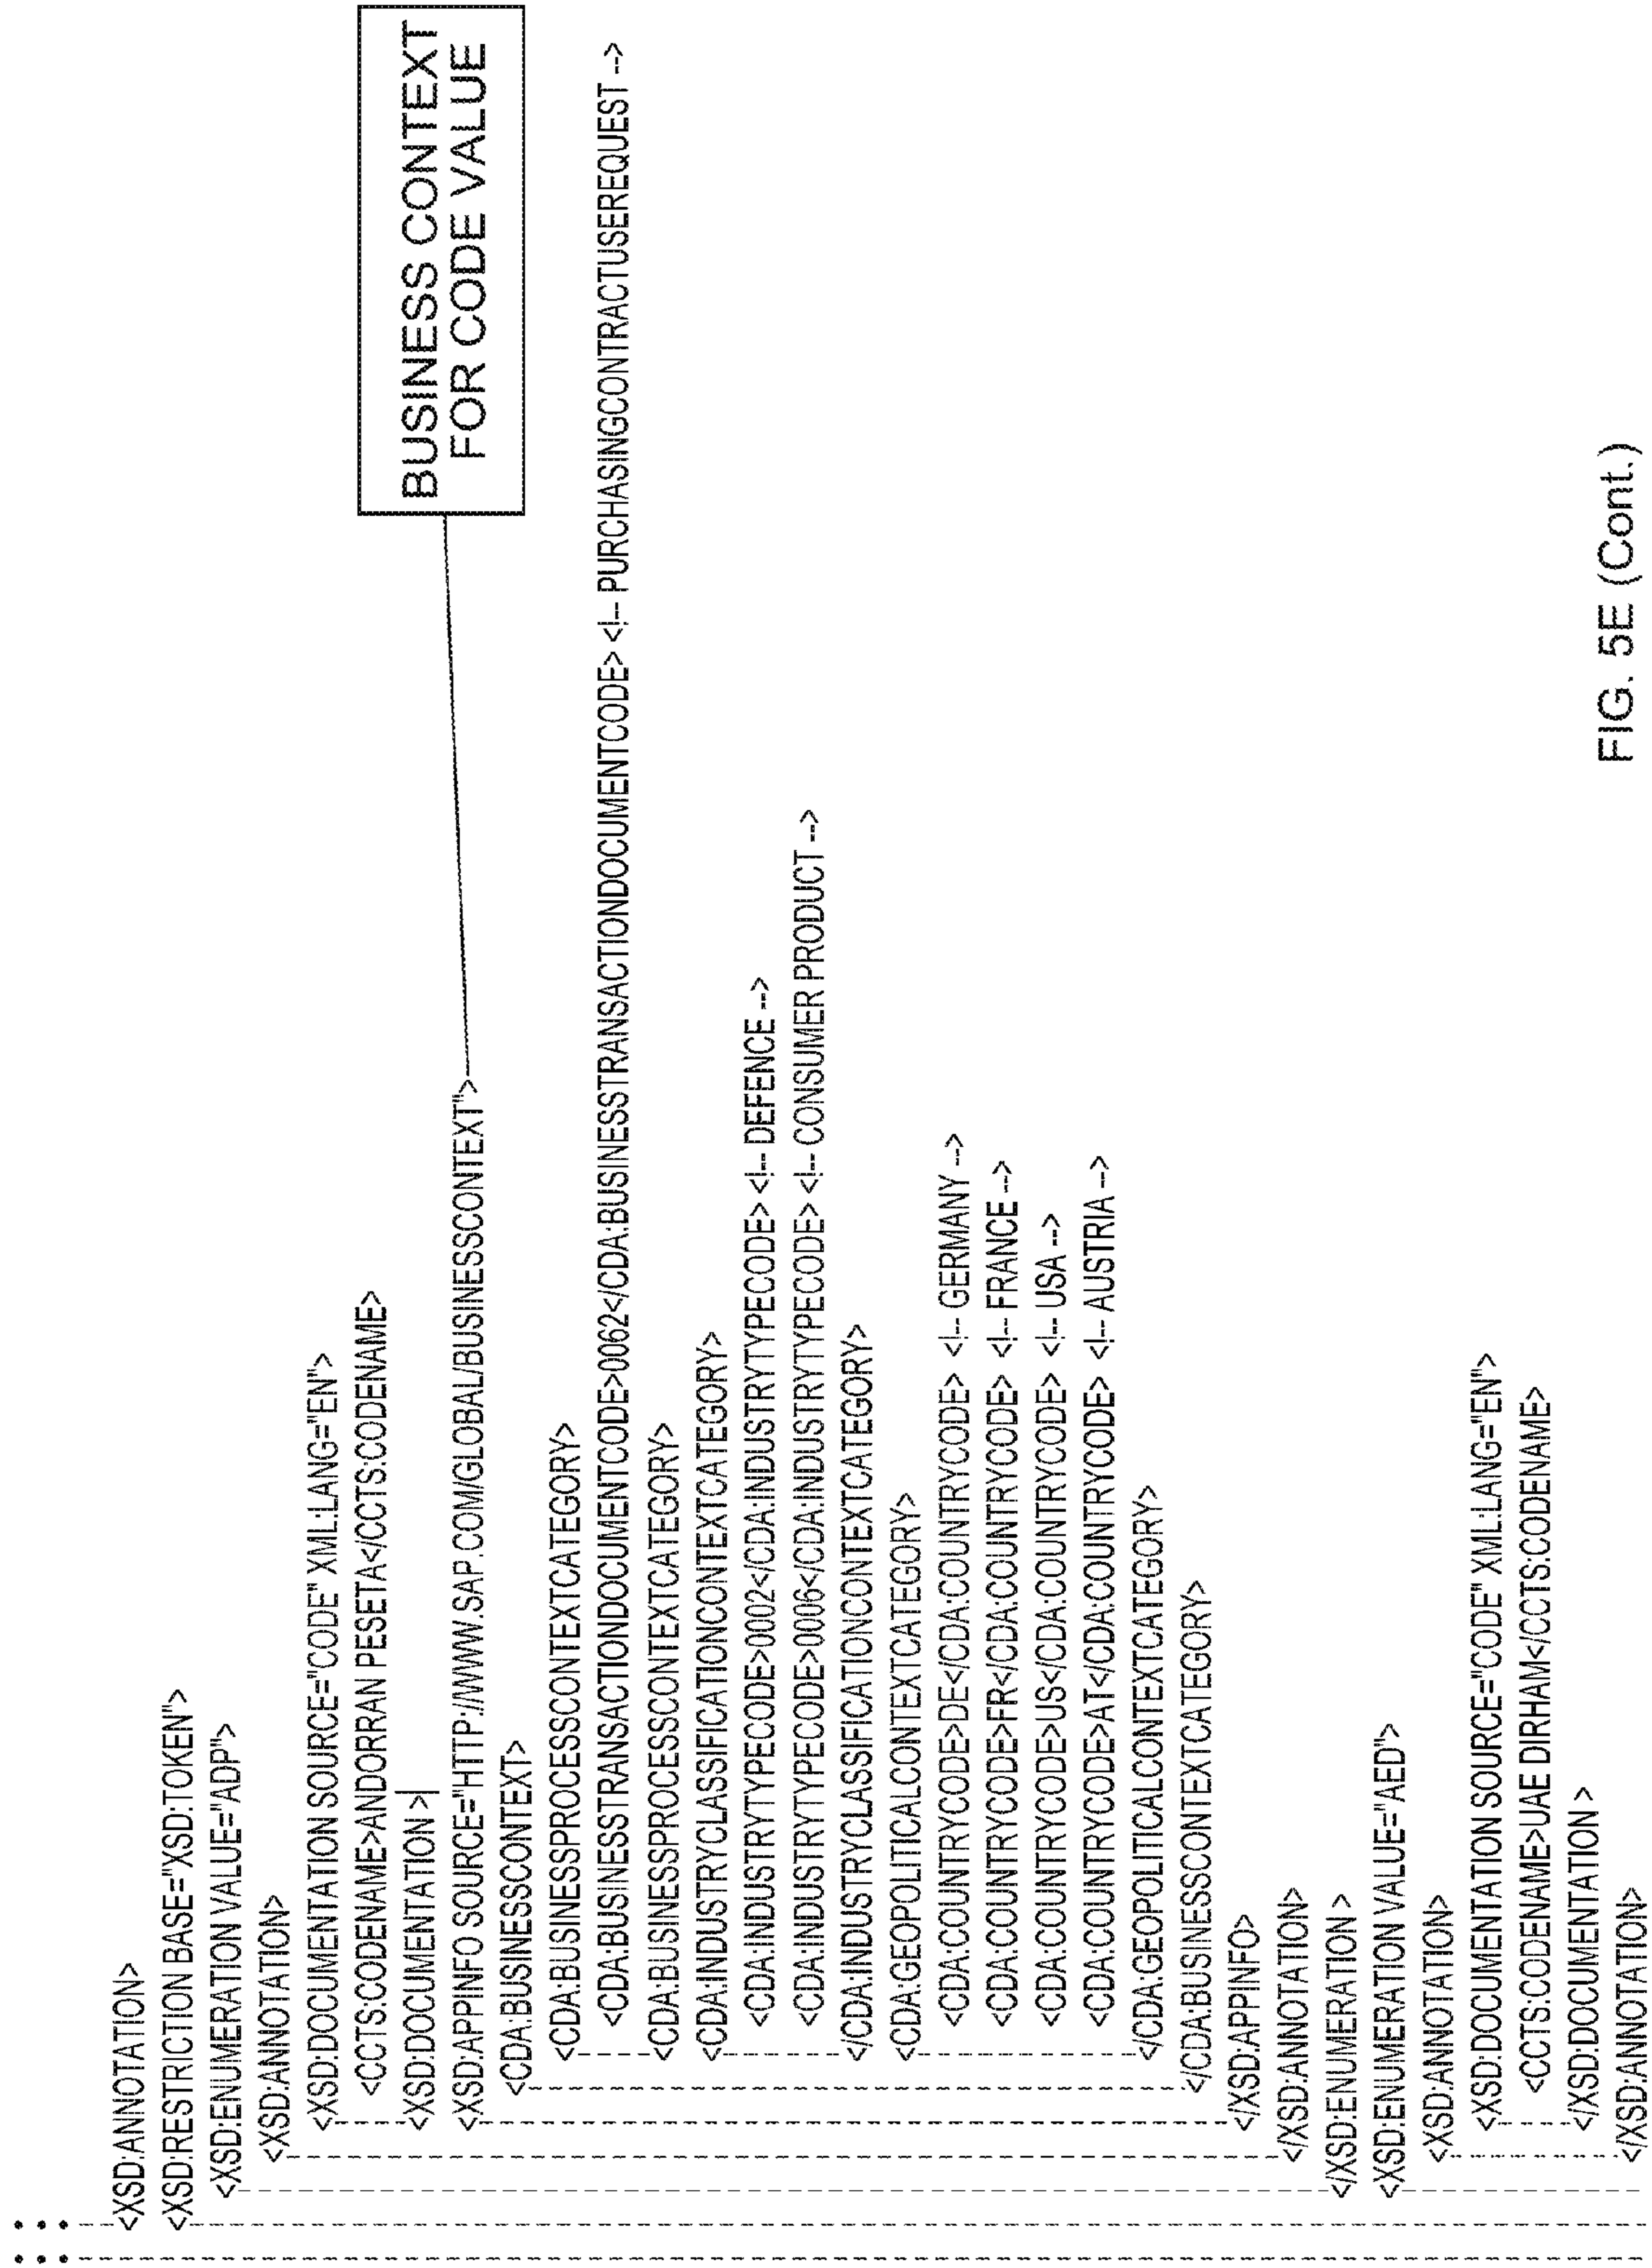 <XSD:ANNOTATION>
<XSD:RESTRICTION BASE="XSD:TOKEN">
<XSD:ENUMERATION VALUE="ADP">
<XSD:ANNOTATION>
<XSD:DOCUMENTATION SOURCE="CODE" XML:LANG="EN">
<CCTS:CODENAME>ANDORRAN PESETA</CCTS:CODENAME>
<XSD:DOCUMENTATION >
<XSD:APPINFO SOURCE="HTTP://WWW.SAP.COM/GLOBAL/BUSINESSCONTEXT">
BUSINESS CONTEXT
FOR CODE VALUE
<CDA:BUSINESSCONTEXT>
<CDA:BUSINESSPROCESSCONTEXTCATEGORY>
<CDA:BUSINESSTRANSACTIONDOCUMENTCODE>0062</CDA:BUSINESSTRANSACTIONDOCUMENTCODE> <!-- PURCHASINGCONTRACTUSEREQUEST -->
<CDA:BUSINESSPROCESSCONTEXTCATEGORY>
<CDA:INDUSTRYCLASSIFICATIONCONTEXTCATEGORY>
<CDA:INDUSTRYTYPECODE>0002</CDA:INDUSTRYTYPECODE> <!-- DEFENCE -->
<CDA:INDUSTRYTYPECODE>0006</CDA:INDUSTRYTYPECODE> <!-- CONSUMER PRODUCT -->
</CDA:INDUSTRYCLASSIFICATIONCONTEXTCATEGORY>
<CDA:GEOPOLITICALCONTEXTCATEGORY>
<CDA:COUNTRYCODE>DE</CDA:COUNTRYCODE> <!-- GERMANY -->
<CDA:COUNTRYCODE>FR</CDA:COUNTRYCODE> <!-- FRANCE -->
<CDA:COUNTRYCODE>US</CDA:COUNTRYCODE> <!-- USA -->
<CDA:COUNTRYCODE>AT</CDA:COUNTRYCODE> <!-- AUSTRIA -->
</CDA:GEOPOLITICALCONTEXTCATEGORY>
</CDA:BUSINESSCONTEXTCATEGORY>
</XSD:APPINFO>
</XSD:ANNOTATION>
</XSD:ENUMERATION >
<XSD:ENUMERATION VALUE="AED">
<XSD:ANNOTATION>
<XSD:DOCUMENTATION SOURCE="CODE" XML:LANG="EN">
<CCTS:CODENAME>UAE DIRHAM</CCTS:CODENAME>
</XSD:DOCUMENTATION >
</XSD:ANNOTATION>
FIG. 5E (Cont.)